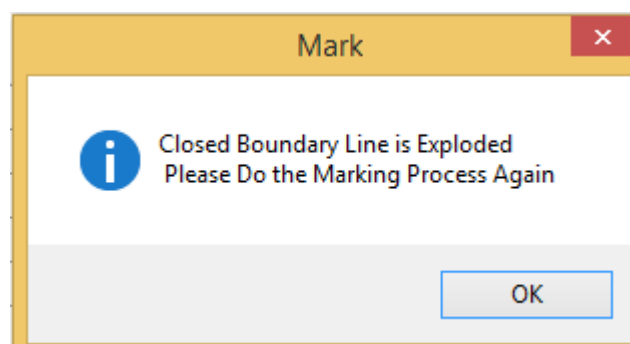 Mark
Closed Boundary Line is Exploded
Please Do the Marking Process Again
OK